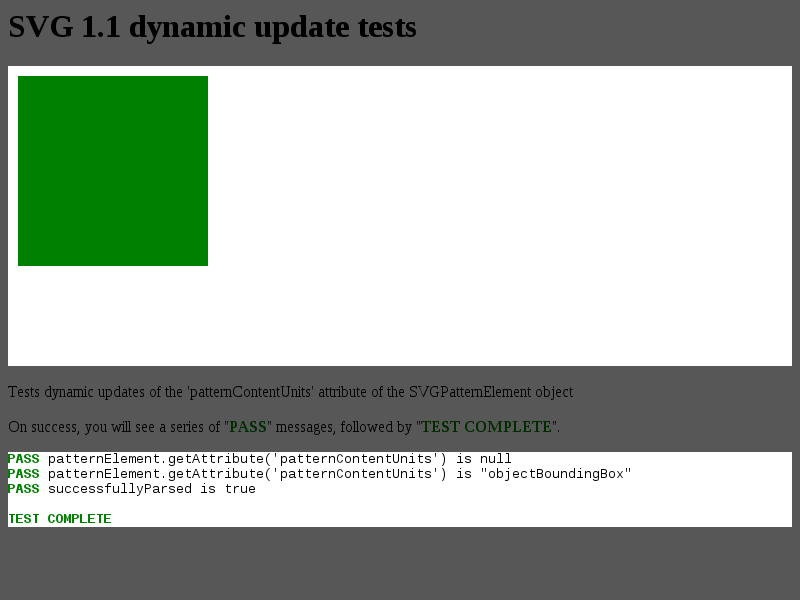 SVG 1.1 dynamic update tests
Tests dynamic updates of the 'patternContentUnits' attribute of the SVGPatternElement object
On success, you will see a series of "PASS" messages, followed by "TEST COMPLETE".
PASS patternElement.getAttribute('patternContentUnits') is null
PASS patternElement.getAttribute('patternContentUnits') is "objectBoundingBox"
PASS successfullyParsed is true
TEST COMPLETE